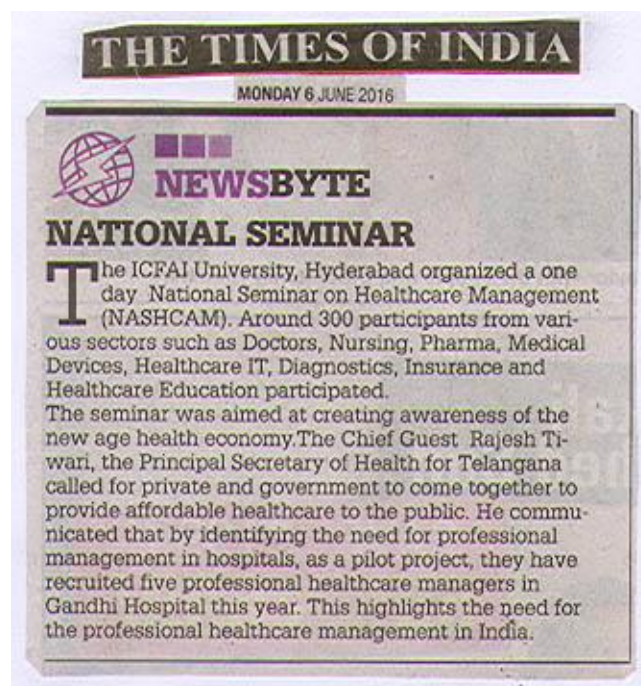 THE TIMES OF INDIA
MONDAY 6 JUNE 2016
NEWSBYTE
NATIONAL SEMINAR
The ICFAI University, Hyderabad organized a one
day National Seminar on Healthcare Management
(NASHCAM). Around 300 participants from vari-
ous sectors such as Doctors, Nursing, Pharma, Medical
Devices, Healthcare IT, Diagnostics, Insurance and
Healthcare Education participated.
The seminar was aimed at creating awareness of the
new age health economy.The Chief Guest Rajesh Ti-
wari, the Principal Secretary of Health for Telangana
called for private and government to come together to
provide affordable healthcare to the public. He commu-
nicated that by identifying the need for professional
management in hospitals, as a pilot project, they have
recruited five professional healthcare managers in
Gandhi Hospital this year. This highlights the need for
the professional healthcare management in India.